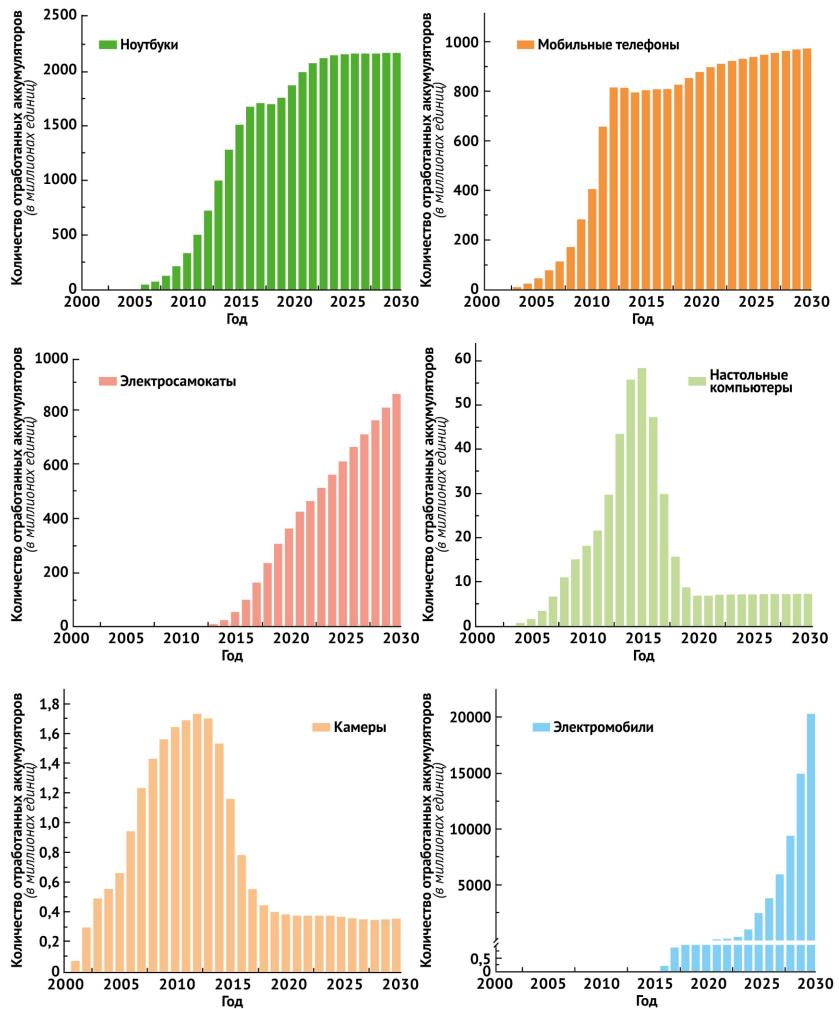 Количество отработанных аккумуляторов
(в миллионах единиц)
2500
2000
1500
1000
500
0
Ноутбуки
2000 2005 2010 2015 2020 2025 2030
Год
Количество отработанных аккумуляторов
(в миллионах единиц)
1000
800
600
400
200
0
Мобильные телефоны
2000 2005 2010 2015 2020 2025 2030
Год
Количество отработанных аккумуляторов
(в миллионах единиц)
1000
800
600
400
200
0
Электросамокаты
2000 2005 2010 2015 2020 2025 2030
Год
Количество отработанных аккумуляторов
(в миллионах единиц)
60
50
40
30
20
10
0
Настольные
компьютеры
2000 2005 2010 2015 2020 2025 2030
Год
Количество отработанных аккумуляторов
(в миллионах единиц)
1,8
1,6
1,4
1,2
1,0
0,8
0,6
0,4
0,2
0
Камеры
2000 2005 2010 2015 2020 2025 2030
Год
Количество отработанных аккумуляторов
(в миллионах единиц)
20000
15000
10000
5000
0,5
0
Электромобили
2000 2005 2010 2015 2020 2025 2030
Год